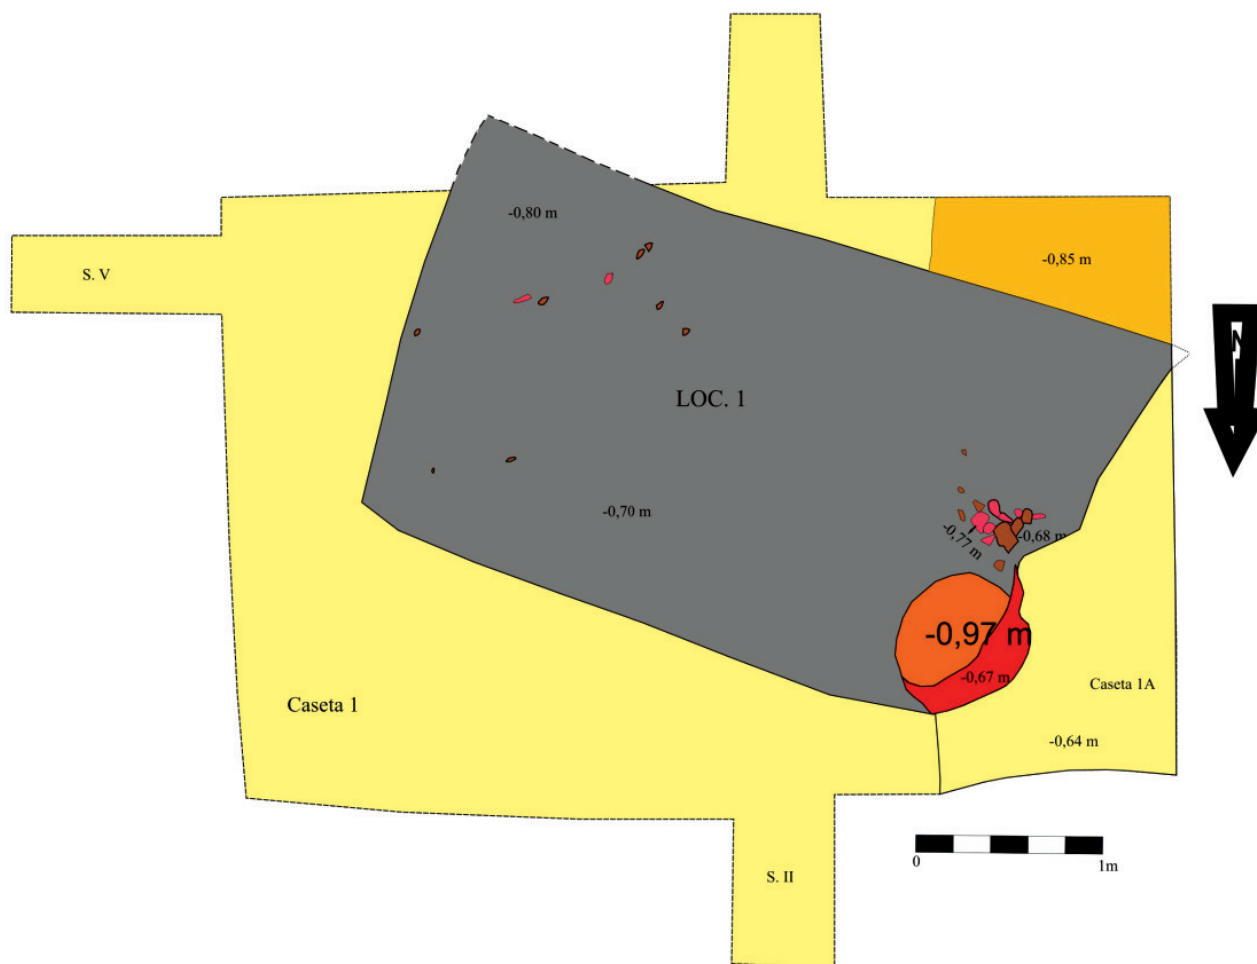 -0,80 m
S. V
-0,85 m
N
LOC. 1
-0,70 m
-0,77 m
-0,68 m
-0,97 m
-0,67 m
Caseta 1A
Caseta 1
-0,64 m
0
1m
S. II